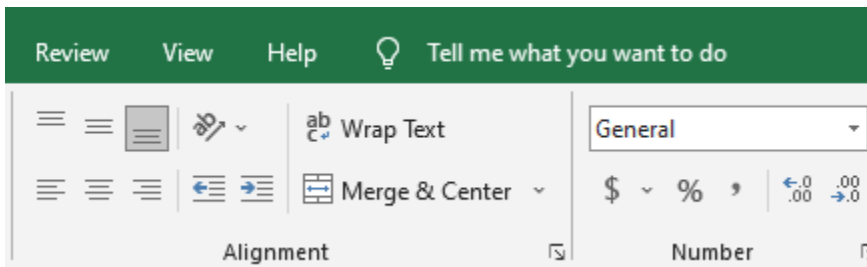 Review View Help Tell me what you want to do
ab Wrap Text General
c
Merge & Center $ % , .0 .00 .00 .0
Alignment Number